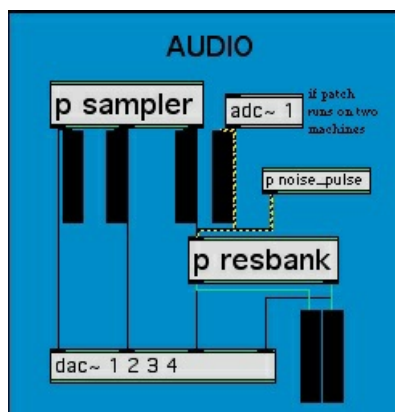 AUDIO
p sampler
adc~ 1
if patch
runs on two
machines
p noise_pulse
p resbank
dac~ 1 2 3 4